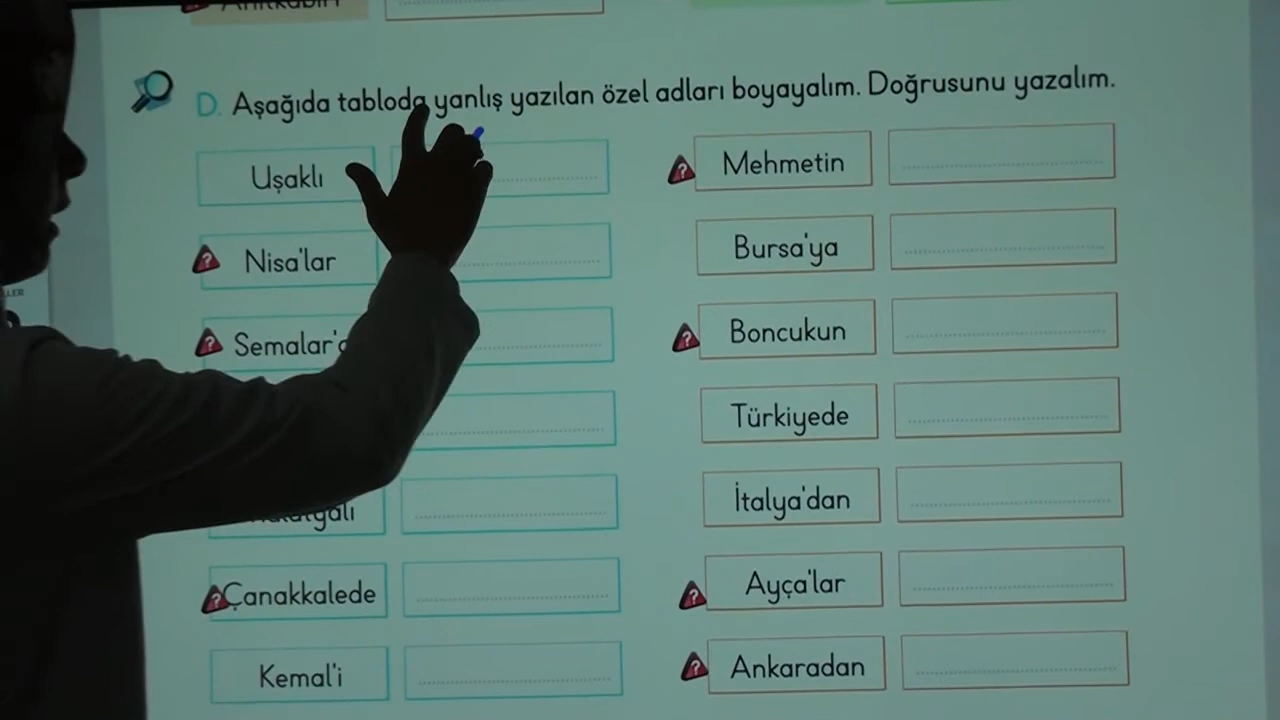 D. Aşağıda tabloda yanlış yazılan özel adları boyayalım. Doğrusunu yazalım.
Uşaklı
Mehmetin
Nisa'lar
Bursa'ya
Boncukun
Türkiyede
İtalya'dan
Çanakkalede
Ayça'lar
Kemal'i
Ankaradan